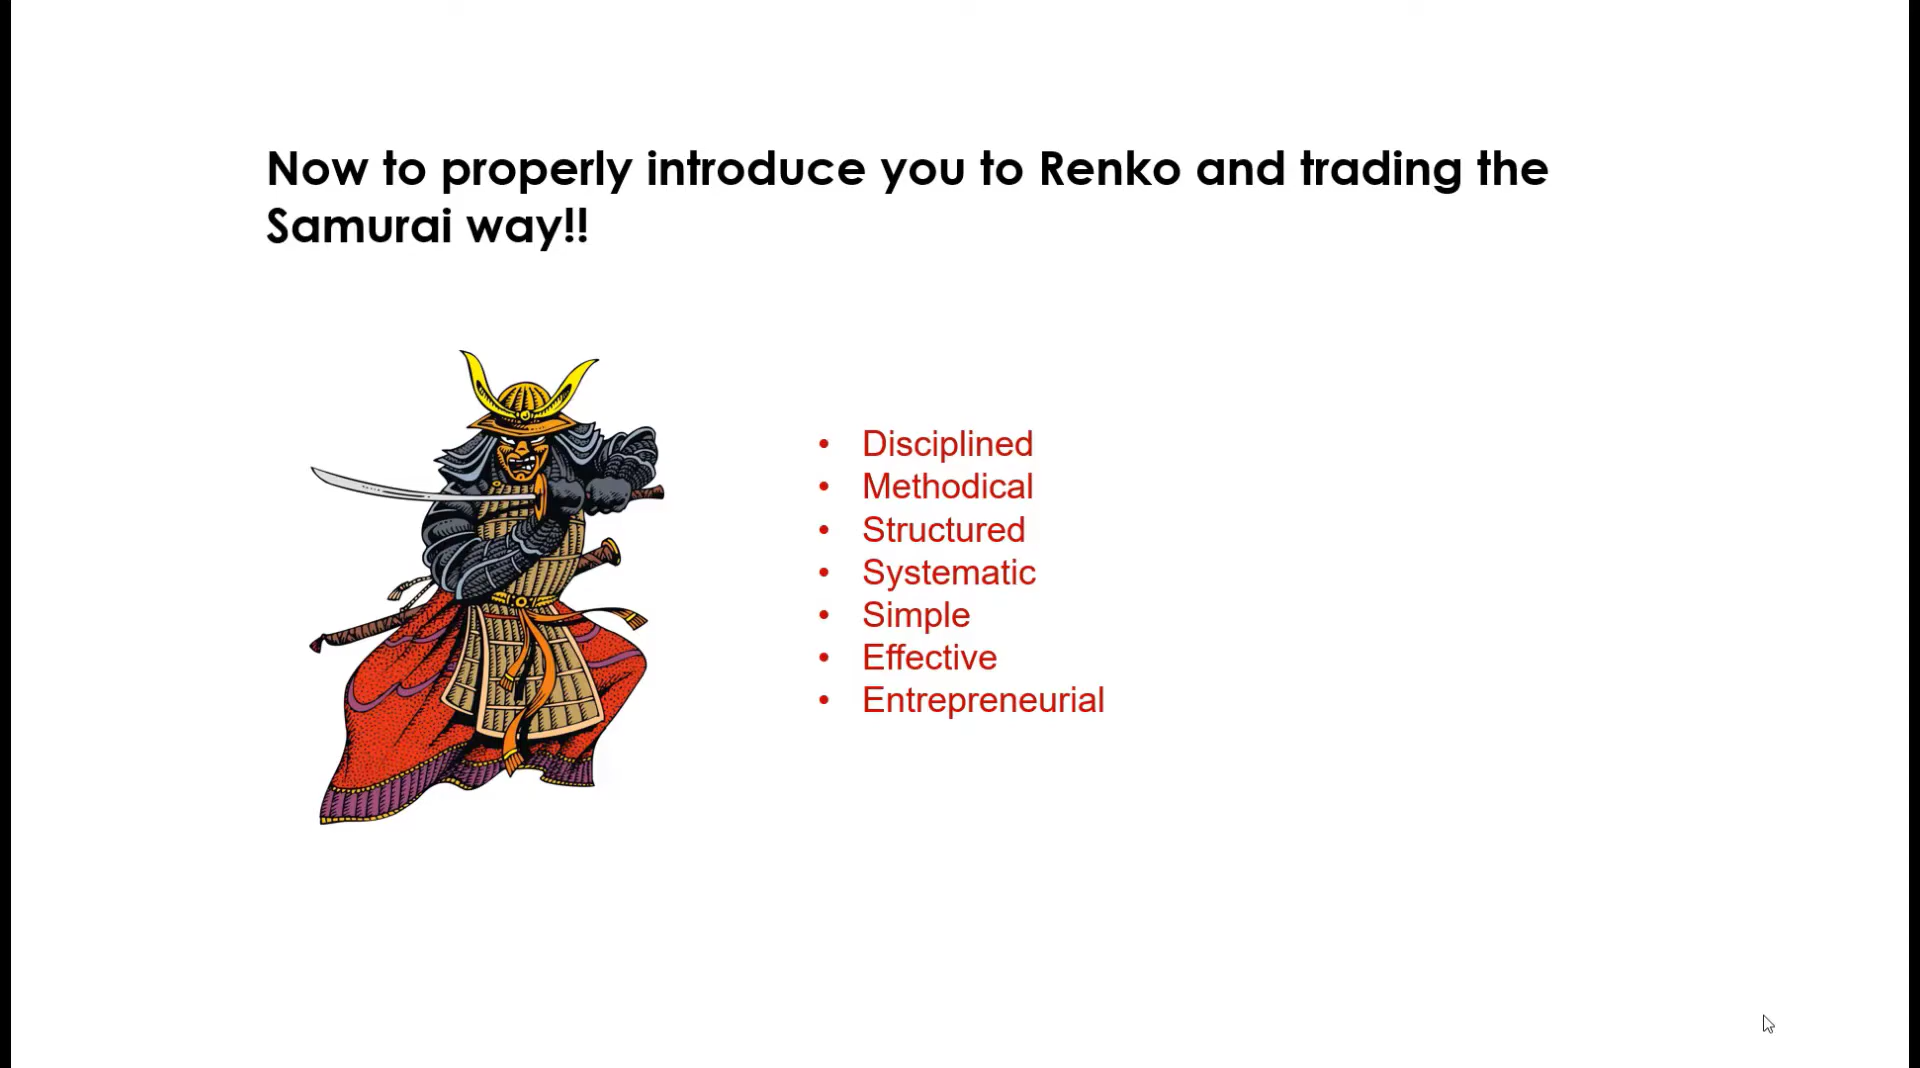 Now to properly introduce you to Renko and trading the
Samurai way!!
• Disciplined
• Methodical
• Structured
• Systematic
• Simple
• Effective
• Entrepreneurial